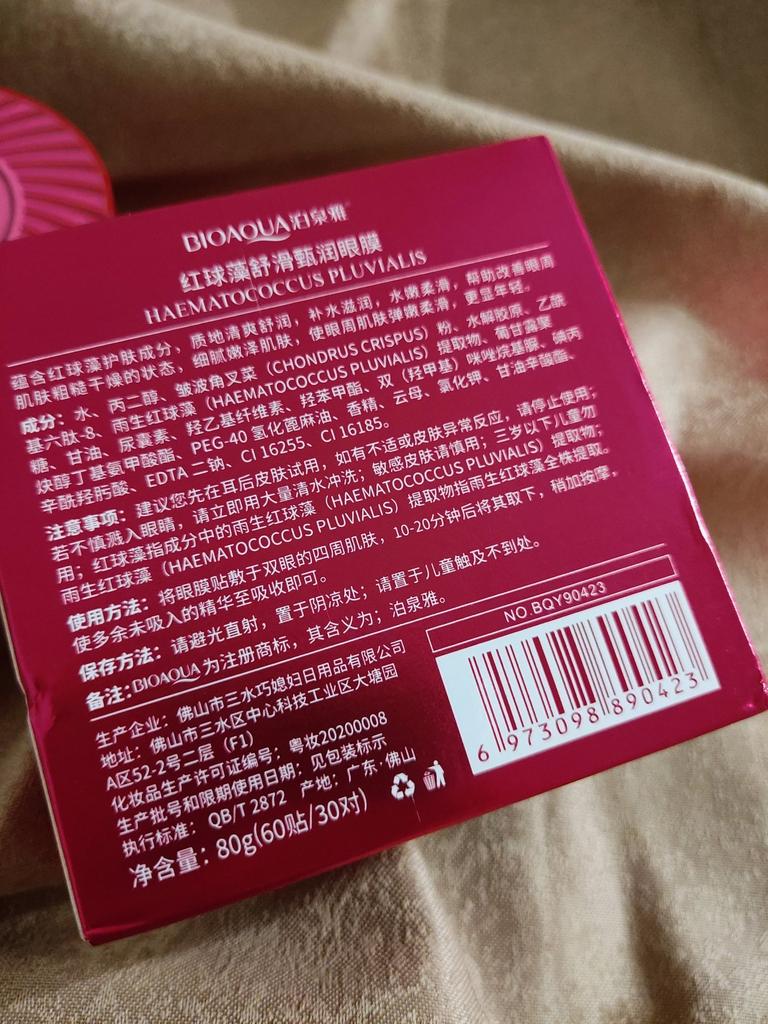 BIOAQUA泊泉雅
红球藻舒滑甄润眼膜
HAEMATOCOCCUS PLUVIALIS
蕴含红球藻护肤成分，质地清爽舒润，补水滋润，水嫩柔滑，帮助改善眼周
肌肤粗糙干燥的状态，细腻嫩泽肌肤，使眼周肌肤弹嫩柔滑，更显年轻。
成分：水、丙二醇、皱波角叉菜（CHONDRUS CRISPUS）粉、水解胶原、乙酰
基六肽-8、雨生红球藻（HAEMATOCOCCUS PLUVIALIS）提取物、葡甘露聚
糖、甘油、尿囊素、羟乙基纤维素、羟苯甲酯、双（羟甲基）咪唑烷基脲、碘丙
炔醇丁基氨甲酸酯、PEG-40 氢化蓖麻油、香精、云母、氯化钾、甘油辛酸酯、
辛酰羟肟酸、EDTA 二钠、CI 16255、CI 16185。
注意事项：建议您先在耳后皮肤试用，如有不适或皮肤异常反应，请停止使用；
若不慎溅入眼睛，请立即用大量清水冲洗；敏感皮肤请慎用；三岁以下儿童勿
用；红球藻指成分中的雨生红球藻（HAEMATOCOCCUS PLUVIALIS）提取物；
雨生红球藻（HAEMATOCOCCUS PLUVIALIS）提取物指雨生红球藻全株提取。
使用方法：将眼膜贴敷于双眼的四周肌肤，10-20分钟后将其取下，稍加按摩，
使多余未吸入的精华至吸收即可。
保存方法：请避光直射，置于阴凉处；请置于儿童触及不到处。
备注：BIOAQUA为注册商标，其含义为；泊泉雅。
生产企业：佛山市三水巧媳妇日用品有限公司
地址：佛山市三水区中心科技工业区大塘园
A区52-2号二层（F1）
化妆品生产许可证编号：粤妆20200008
生产批号和限期使用日期：见包装标示
执行标准：QB/T 2872 产地：广东·佛山
净含量：80g(60贴/30对)
NO.BQY90423
6 973098 890423